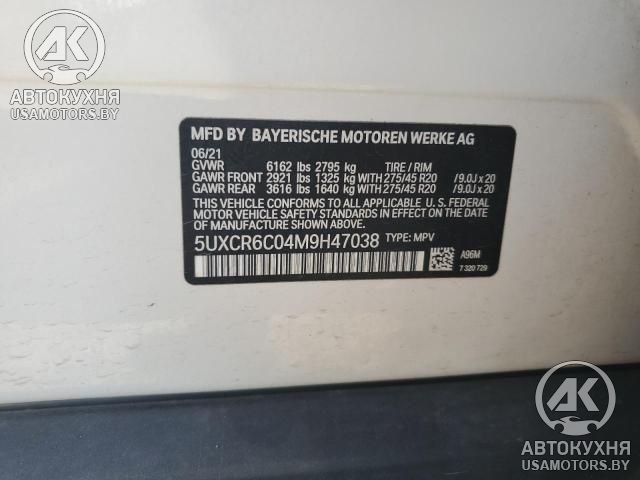 AK
АВТОКУХНЯ
USAMOTORS.BY
MFD BY BAYERISCHE MOTOREN WERKE AG
06/21
GVWR 6162 lbs 2795 kg TIRE / RIM
GAWR FRONT 2921 lbs 1325 kg WITH 275/45 R20 /9.0J x 20
GAWR REAR 3616 lbs 1640 kg WITH 275/45 R20 /9.0J x 20
THIS VEHICLE CONFORMS TO ALL APPLICABLE U.S. FEDERAL
MOTOR VEHICLE SAFETY STANDARDS IN EFFECT ON THE
DATE OF MANUFACTURE SHOWN ABOVE.
5UXCR6C04M9H47038 TYPE: MPV
A96M
7 320 729
AK
АВТОКУХНЯ
USAMOTORS.BY